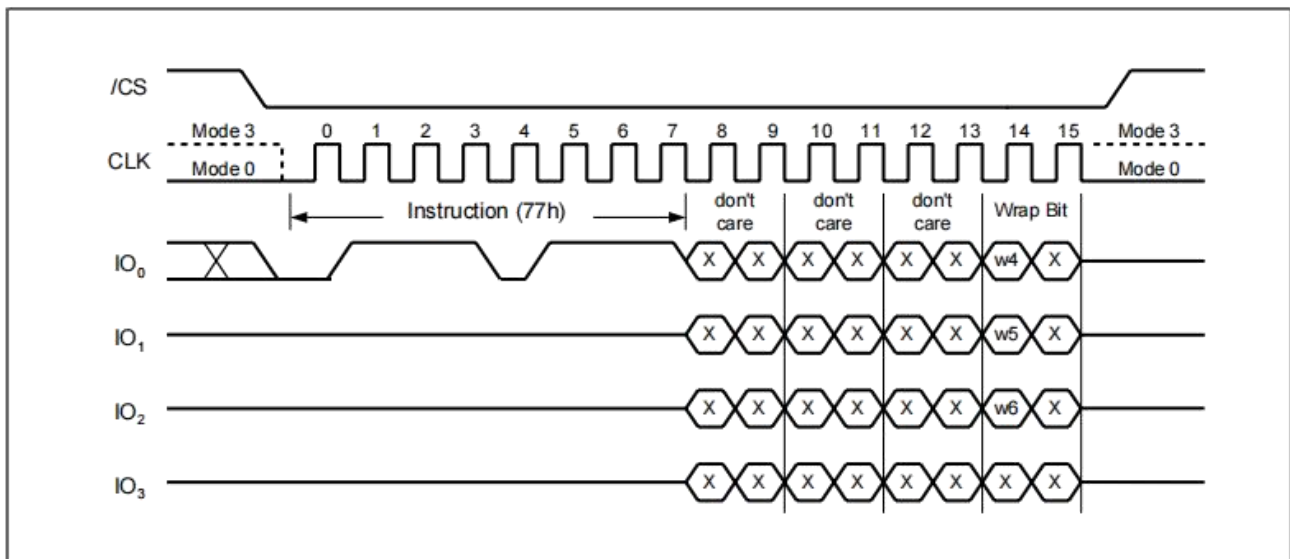 /CS
Mode 3 0 1 2 3 4 5 6 7 8 9 10 11 12 13 14 15 Mode 3
CLK
Mode 0 Mode 0
Instruction (77h) don't care don't care don't care Wrap Bit
IO0 X X X X X X w4 X
IO1 X X X X X X w5 X
IO2 X X X X X X w6 X
IO3 X X X X X X X X